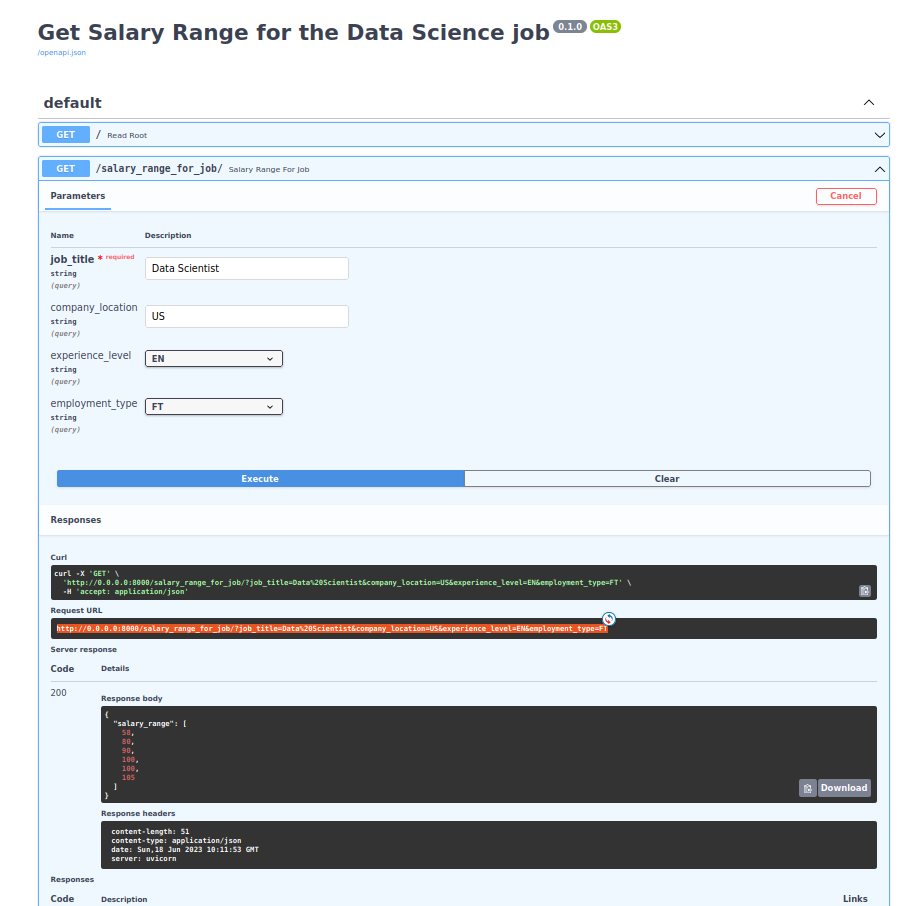 Get Salary Range for the Data Science job 0.1.0 OAS3
/openapi.json
default
GET / Read Root
GET /salary_range_for_job/ Salary Range For Job
Parameters
Cancel
Name Description
job_title * required
string
(query)
Data Scientist
company_location
string
(query)
US
experience_level
string
(query)
EN
employment_type
string
(query)
FT
Execute Clear
Responses
Curl
curl -X 'GET' \
'http://0.0.0.0:8000/salary_range_for_job/?job_title=Data%20Scientist&company_location=US&experience_level=EN&employment_type=FT' \
-H 'accept: application/json'
Request URL
http://0.0.0.0:8000/salary_range_for_job/?job_title=Data%20Scientist&company_location=US&experience_level=EN&employment_type=FT
Server response
Code Details
200
Response body
{
"salary_range": [
58,
80,
90,
100,
100,
105
]
}
Download
Response headers
content-length: 51
content-type: application/json
date: Sun,18 Jun 2023 10:11:53 GMT
server: uvicorn
Responses
Code Description Links